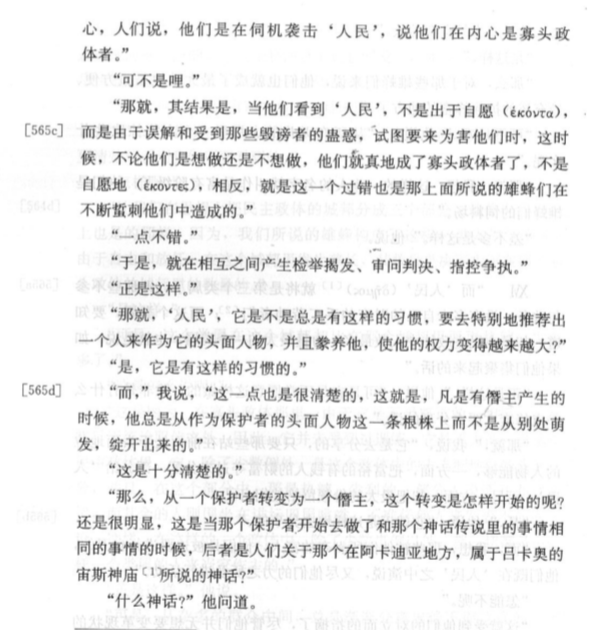 心，人们说，他们是在伺机袭击‘人民’，说他们在内心是寡头政
体者。”
“可不是哩。”
“那就，其结果是，当他们看到‘人民’，不是出于自愿（ἑκόντα），
[565c] 而是由于误解和受到那些毁谤者的蛊惑，试图要来为害他们时，这时
候，不论他们是想做还是不想做，他们就真地成了寡头政体者了，不是
自愿地（ἑκοντες），相反，就是这一个过错也是那上面所说的雄蜂们在
不断蜇刺他们中造成的。”
“一点不错。”
“于是，就在相互之间产生检举揭发、审问判决、指控争执。”
“正是这样。”
“那就，‘人民’，它是不是总是有这样的习惯，要去特别地推荐出
一个人来作为它的头面人物，并且豢养他，使他的权力变得越来越大？”
“是，它是有这样的习惯的。”
[565d] “而，”我说，“这一点也是很清楚的，这就是，凡是有僭主产生的
时候，他总是从作为保护者的头面人物这一条根株上而不是从别处萌
发，绽开出来的。”
“这是十分清楚的。”
“那么，从一个保护者转变为一个僭主，这个转变是怎样开始的呢？
还是很明显，这是当那个保护者开始去做了和那个神话传说里的事情相
同的事情的时候，后者是人们关于那个在阿卡迪亚地方，属于吕卡奥的
宙斯神庙〔1〕所说的神话？”
“什么神话？”他问道。